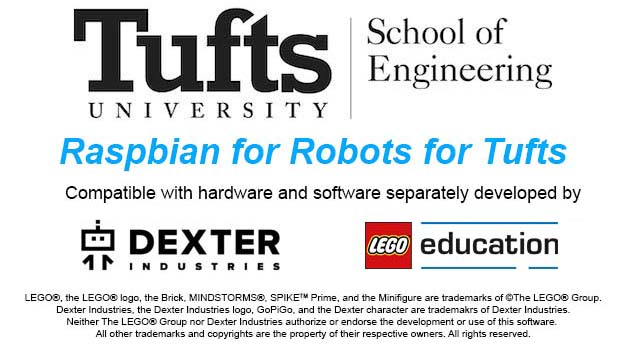 Tufts
UNIVERSITY
School of
Engineering
Raspbian for Robots for Tufts
Compatible with hardware and software separately developed by
DEXTER
INDUSTRIES
LEGO education
LEGO®, the LEGO® logo, the Brick, MINDSTORMS®, SPIKE™ Prime, and the Minifigure are trademarks of ©The LEGO® Group.
Dexter Industries, the Dexter Industries logo, GoPiGo, and the Dexter character are trademakrs of Dexter Industries.
Neither The LEGO® Group nor Dexter Industries authorize or endorse the development or use of this software.
All other trademarks and copyrights are the property of their respective owners. All rights reserved.